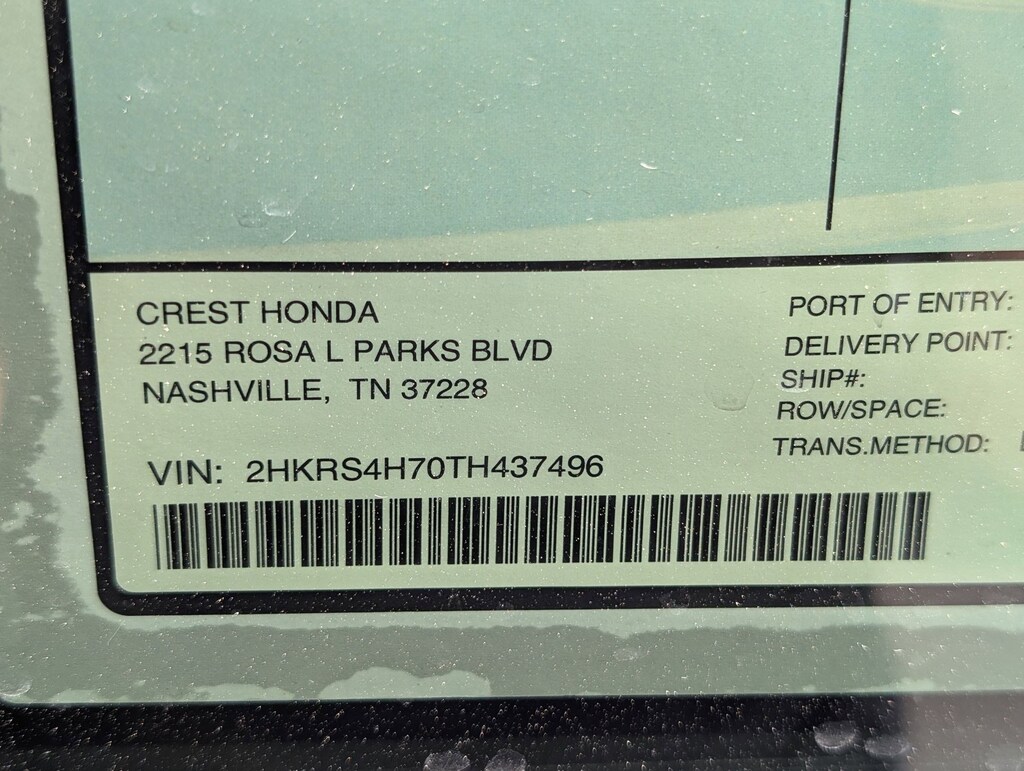 CREST HONDA
2215 ROSA L PARKS BLVD
NASHVILLE, TN 37228
VIN: 2HKRS4H70TH437496
PORT OF ENTRY:
DELIVERY POINT:
SHIP#:
ROW/SPACE:
TRANS.METHOD: